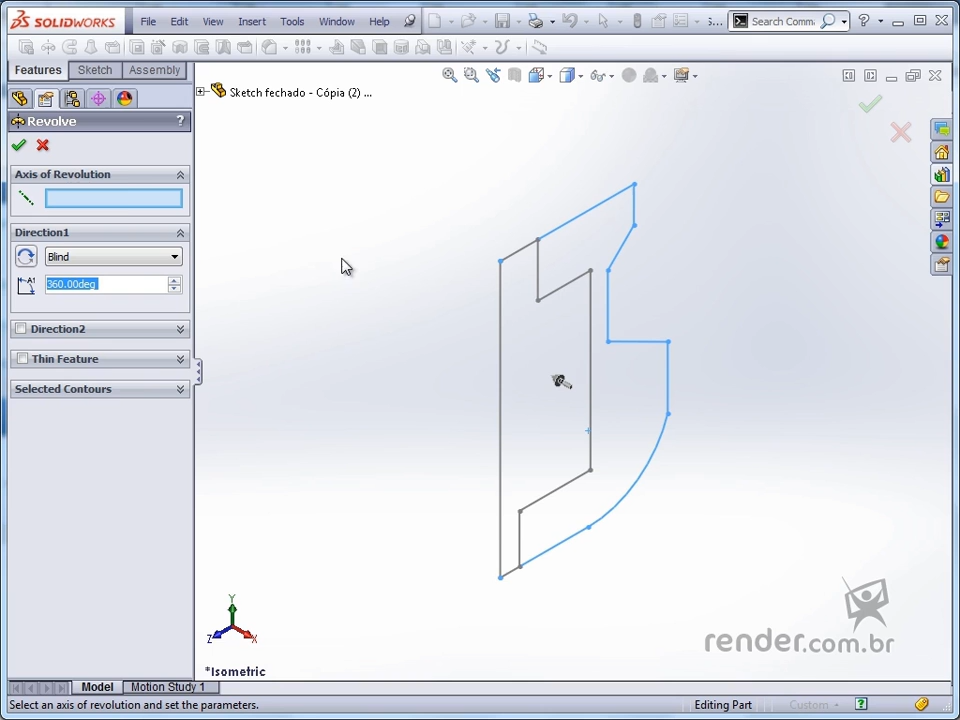 SOLIDWORKS File Edit View Insert Tools Window Help S... Search Comm
Features Sketch Assembly
Sketch fechado - Cópia (2) ...
Revolve ?
Axis of Revolution
Direction1
Blind
360.00deg
Direction2
Thin Feature
Selected Contours
Y
Z X
*Isometric
render.com.br
Model Motion Study 1
Select an axis of revolution and set the parameters. Editing Part Custom